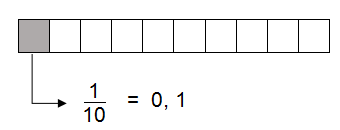 1/10 = 0, 1